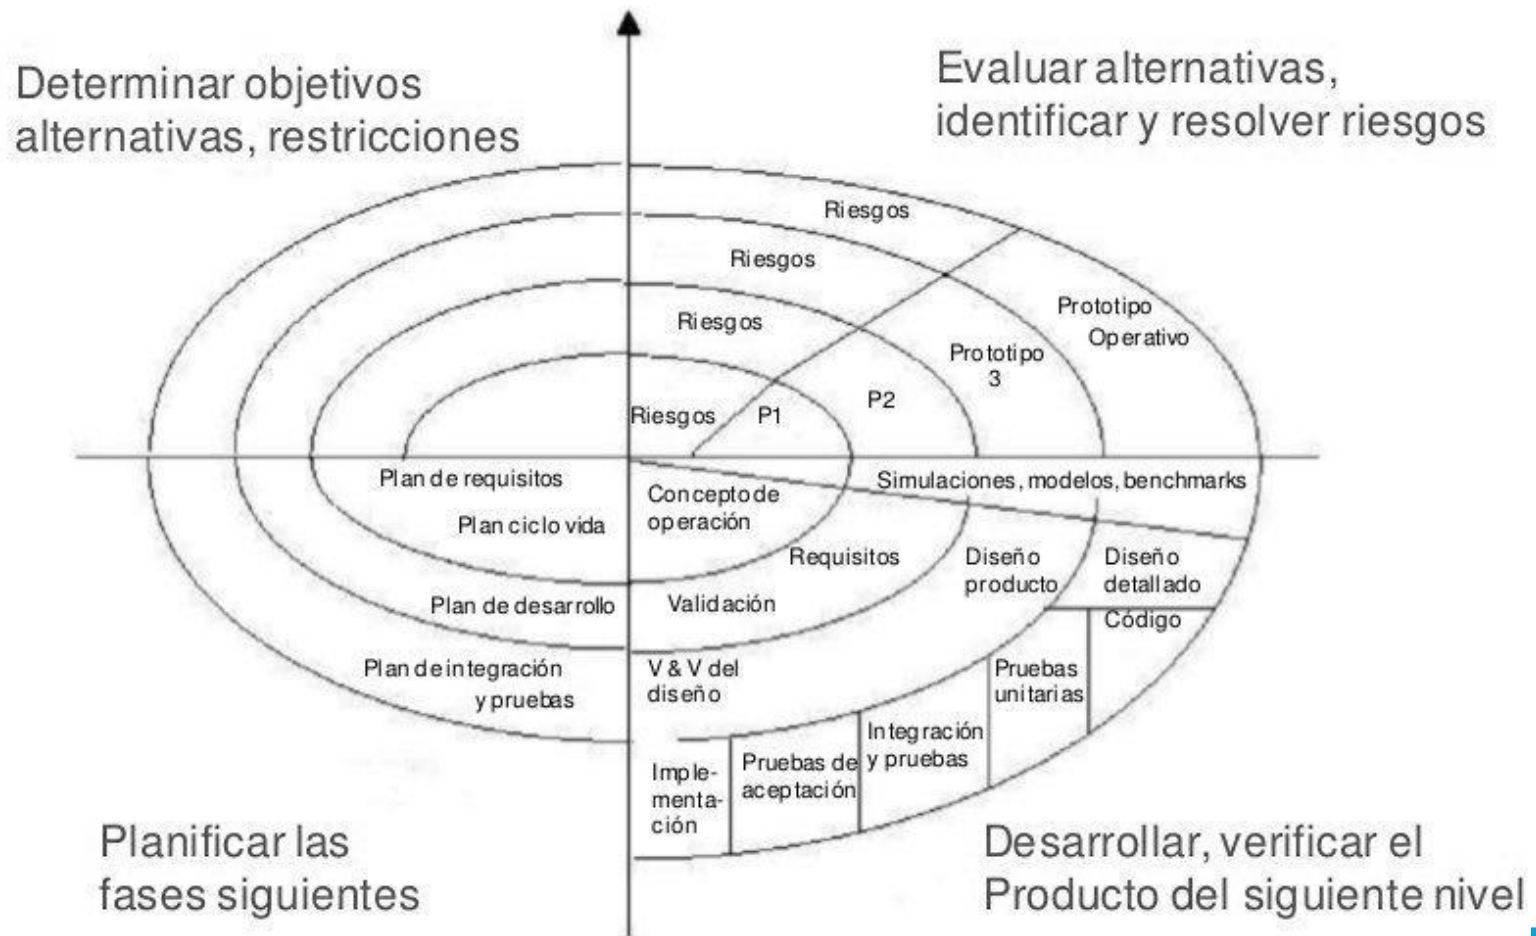 Determinar objetivos
alternativas, restricciones
Evaluar alternativas,
identificar y resolver riesgos
Riesgos
Riesgos
Riesgos
Riesgos
P1
P2
Prototipo
3
Prototipo
Operativo
Simulaciones, modelos, benchmarks
Plan de requisitos
Plan ciclo vida
Concepto de
operación
Requisitos
Diseño
producto
Diseño
detallado
Código
Plan de desarrollo
Validación
Plan de integración
y pruebas
V & V del
diseño
Pruebas
unitarias
Integración
y pruebas
Pruebas de
aceptación
Imple-
menta-
ción
Planificar las
fases siguientes
Desarrollar, verificar el
Producto del siguiente nivel